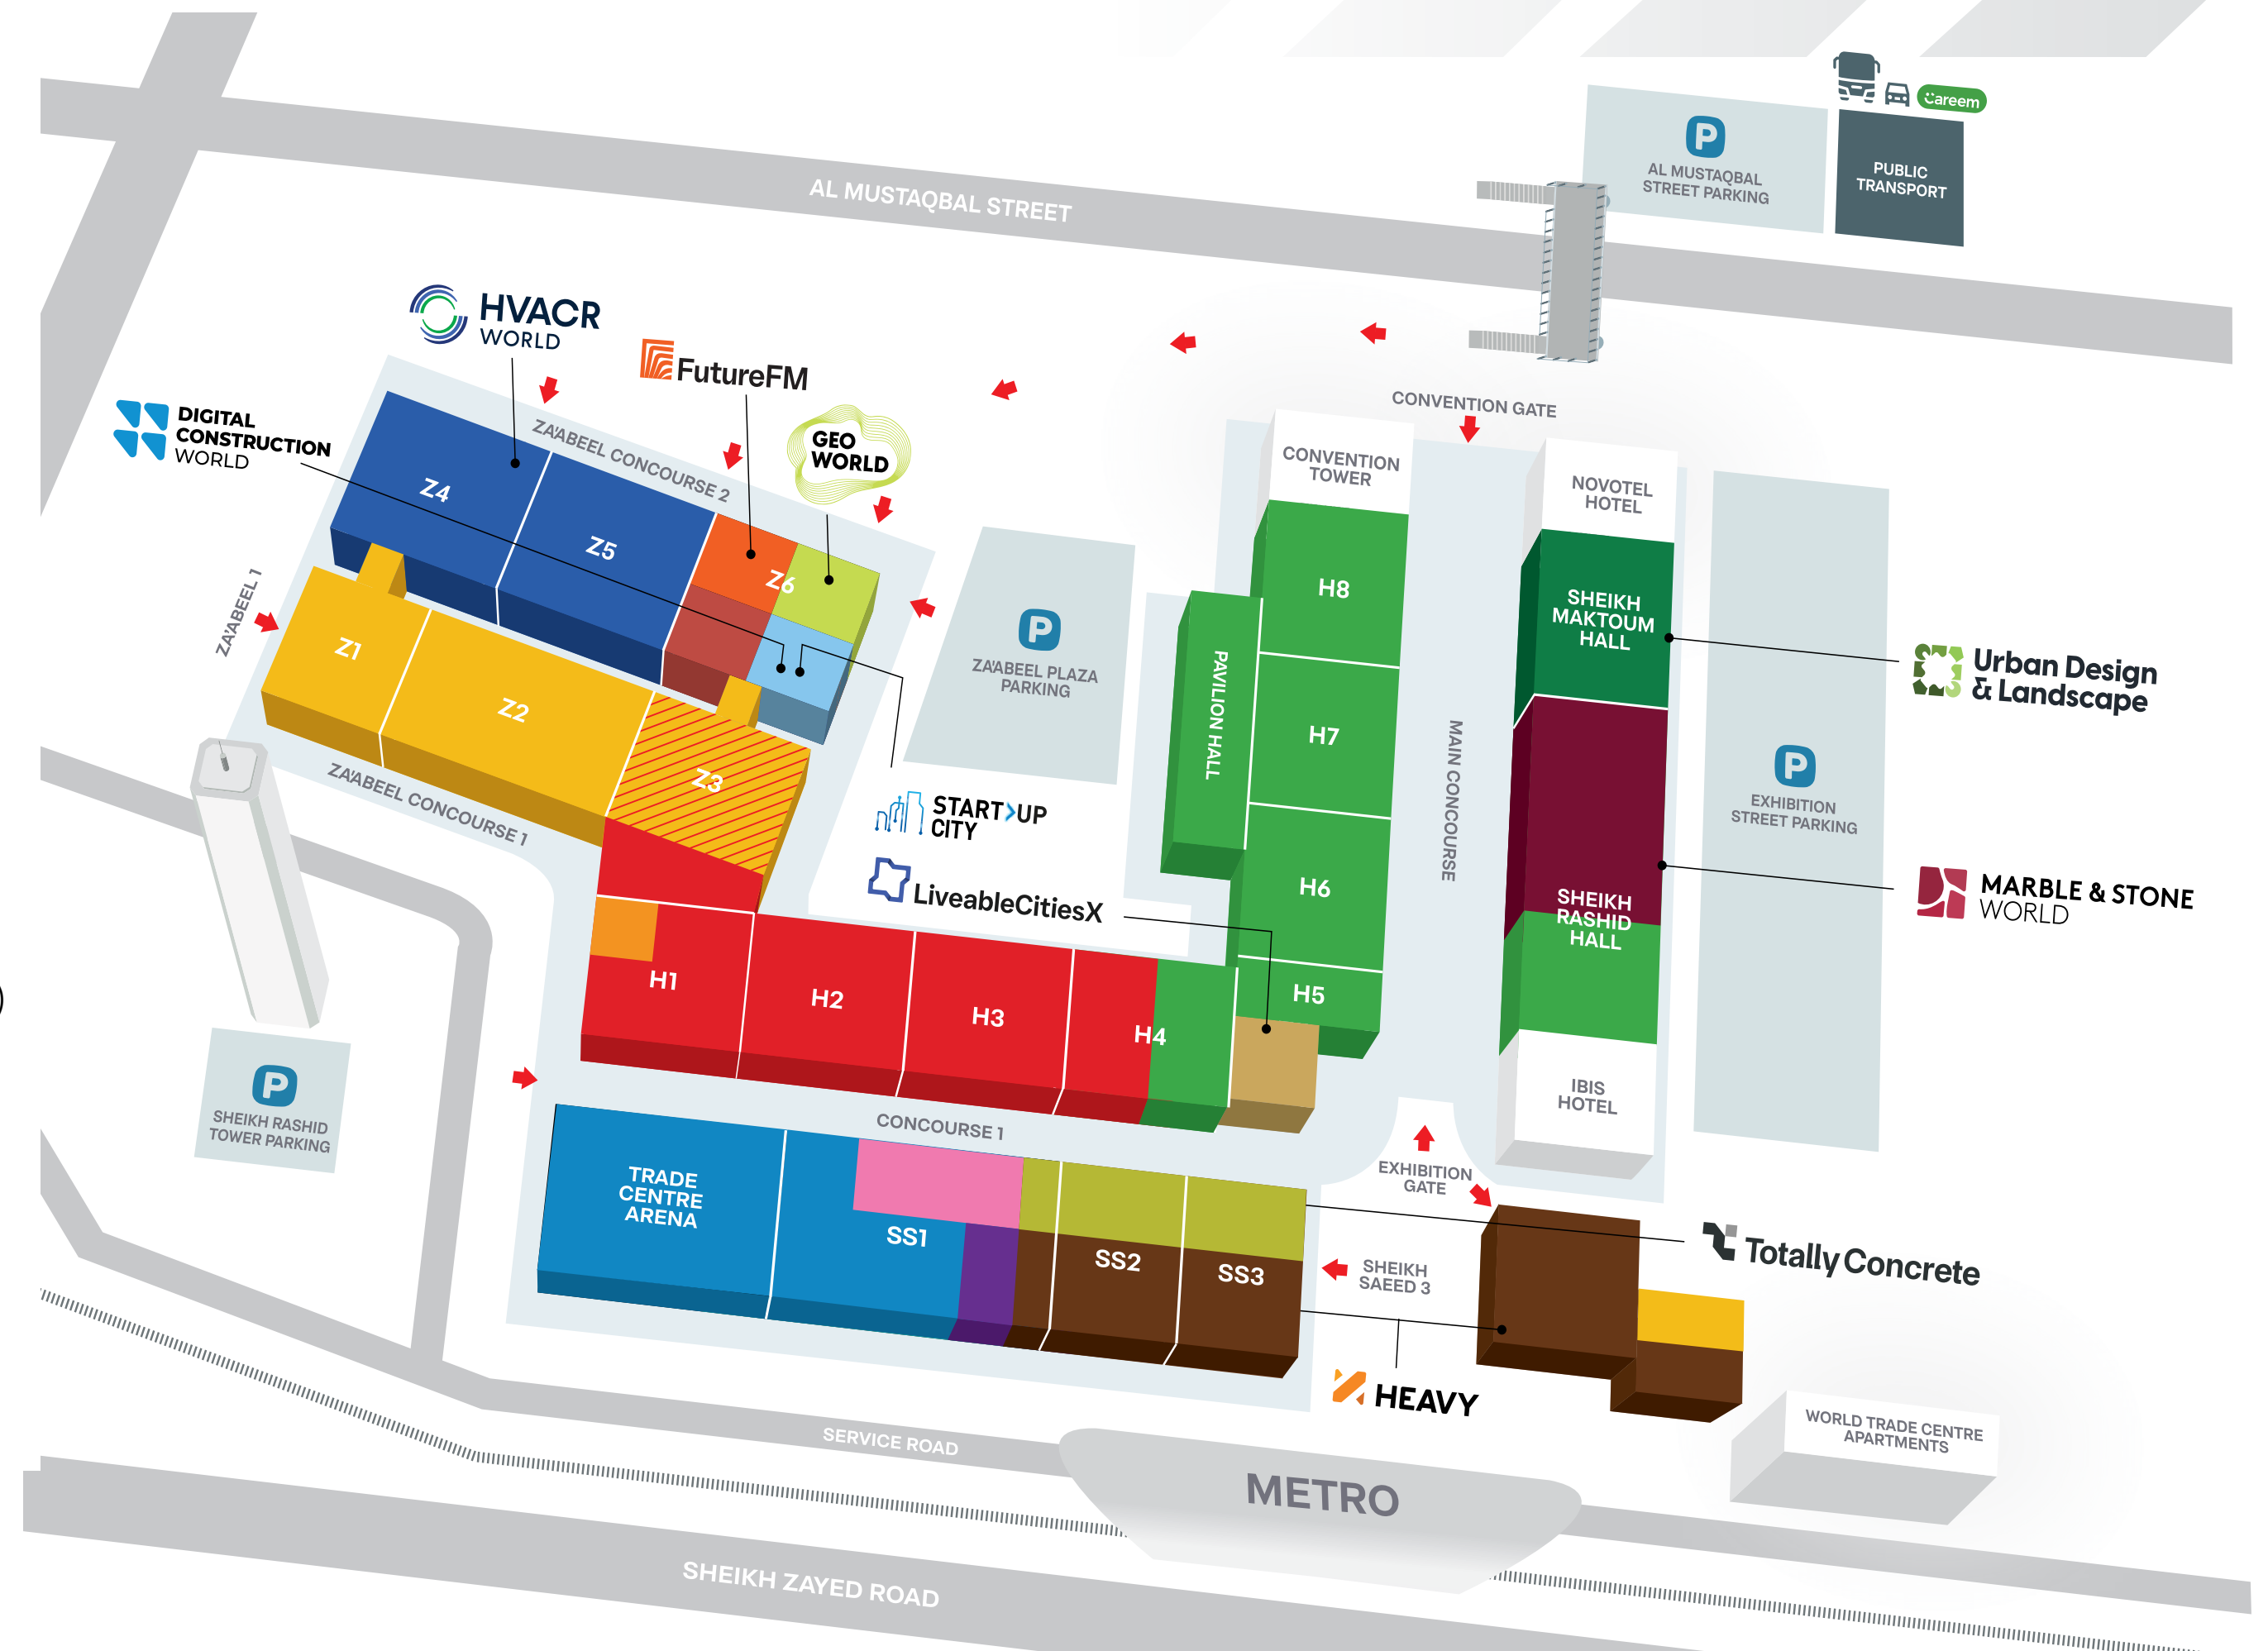 Careem
P
AL MUSTAQBAL
STREET PARKING
PUBLIC
TRANSPORT
AL MUSTAQBAL STREET
HVACR
WORLD
FutureFM
GEO
WORLD
DIGITAL
CONSTRUCTION
WORLD
ZA'ABEEL CONCOURSE 2
CONVENTION GATE
CONVENTION
TOWER
NOVOTEL
HOTEL
Z4
Z5
Z6
ZA'ABEEL 1
Z1
Z2
Z3
ZA'ABEEL CONCOURSE 1
P
ZA'ABEEL PLAZA
PARKING
PAVILION HALL
H8
H7
H6
H5
MAIN CONCOURSE
SHEIKH
MAKTOUM
HALL
SHEIKH
RASHID
HALL
IBIS
HOTEL
P
EXHIBITION
STREET PARKING
Urban Design
& Landscape
MARBLE & STONE
WORLD
START>UP
CITY
LiveableCitiesX
H1
H2
H3
H4
CONCOURSE 1
P
SHEIKH RASHID
TOWER PARKING
TRADE
CENTRE
ARENA
SS1
SS2
SS3
EXHIBITION
GATE
SHEIKH
SAEED 3
Totally Concrete
HEAVY
WORLD TRADE CENTRE
APARTMENTS
SERVICE ROAD
METRO
SHEIKH ZAYED ROAD